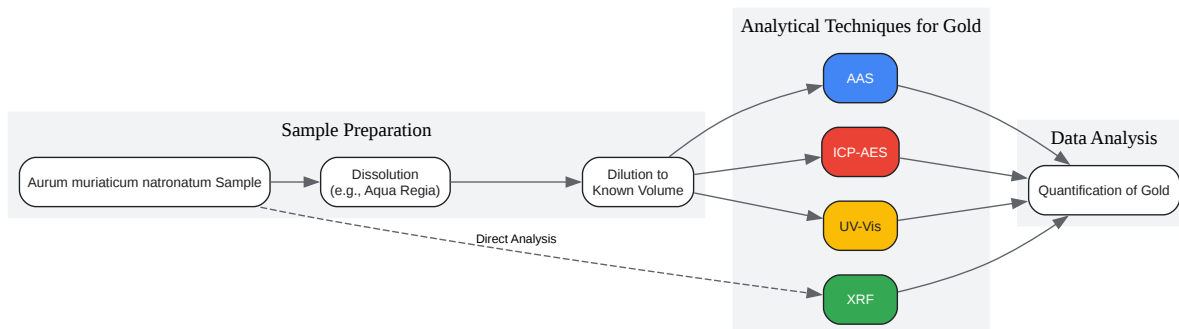 Analytical Techniques for Gold
AAS
Sample Preparation
Data Analysis
ICP-AES
Aurum muriaticum natronatum Sample
Dissolution
(e.g., Aqua Regia)
Dilution to
Known Volume
Quantification of Gold
UV-Vis
Direct Analysis
XRF